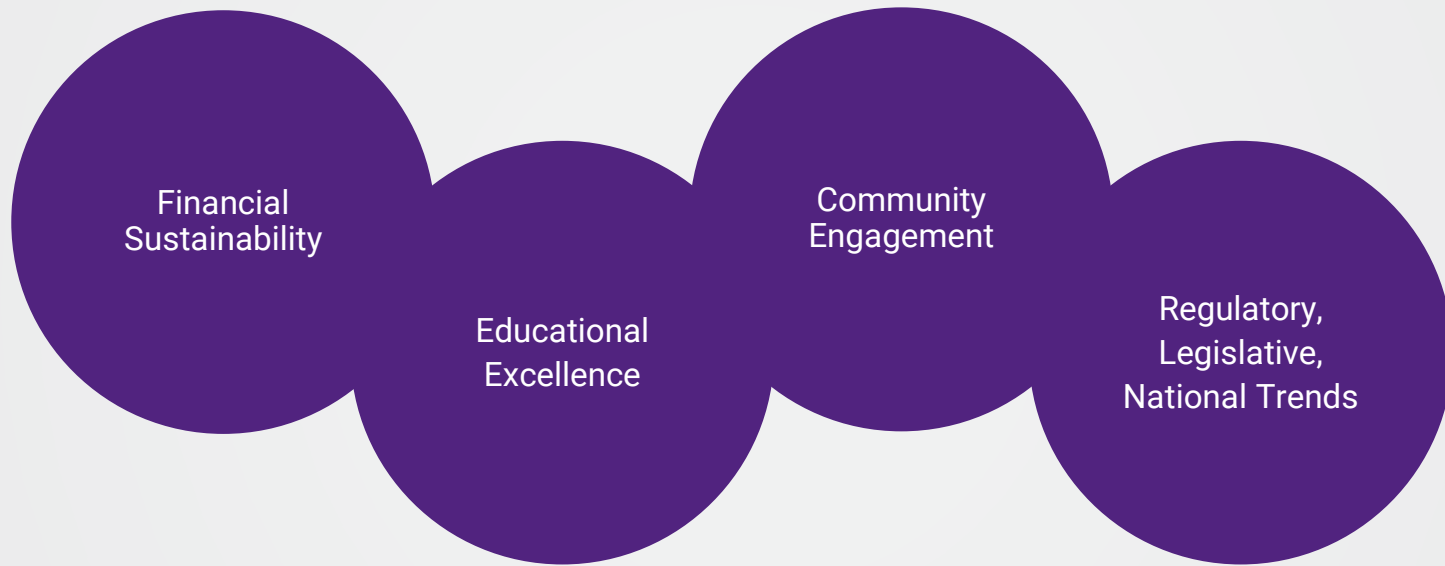 Financial
Sustainability
Educational
Excellence
Community
Engagement
Regulatory,
Legislative,
National Trends